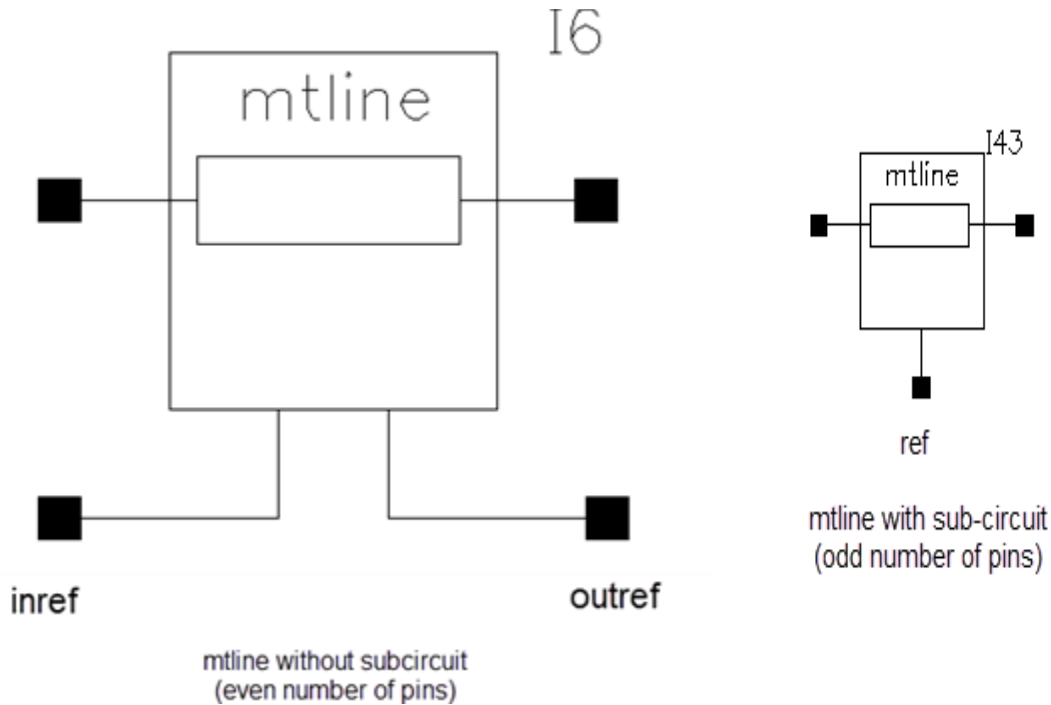 I6
mtline
inref
outref
mtline without subcircuit
(even number of pins)
I43
mtline
ref
mtline with sub-circuit
(odd number of pins)